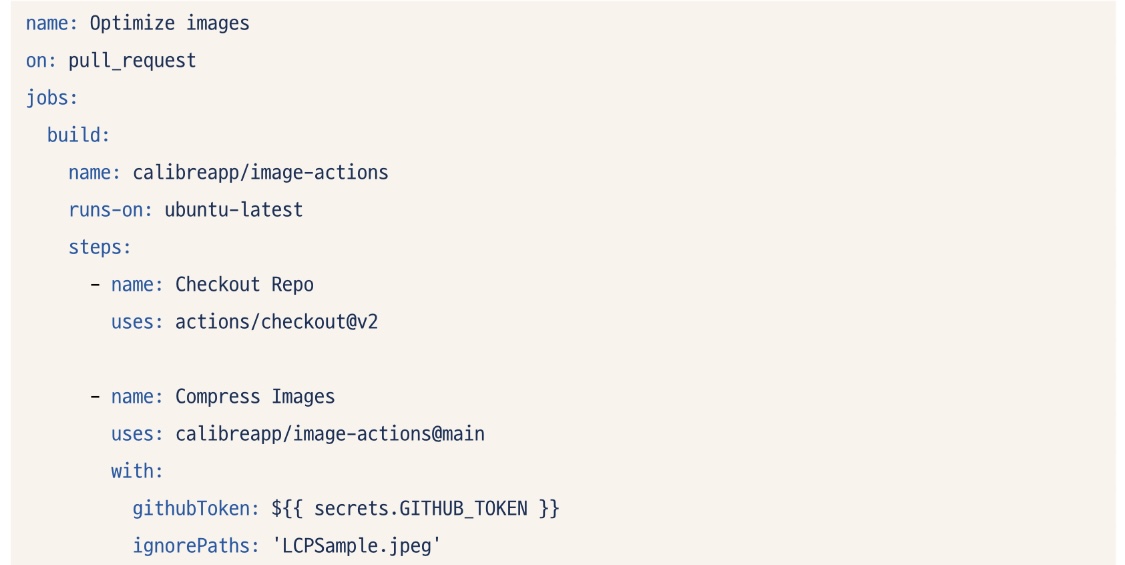 name: Optimize images
on: pull_request
jobs:
  build:
    name: calibreapp/image-actions
    runs-on: ubuntu-latest
    steps:
      - name: Checkout Repo
        uses: actions/checkout@v2

      - name: Compress Images
        uses: calibreapp/image-actions@main
        with:
          githubToken: ${{ secrets.GITHUB_TOKEN }}
          ignorePaths: 'LCPSample.jpeg'